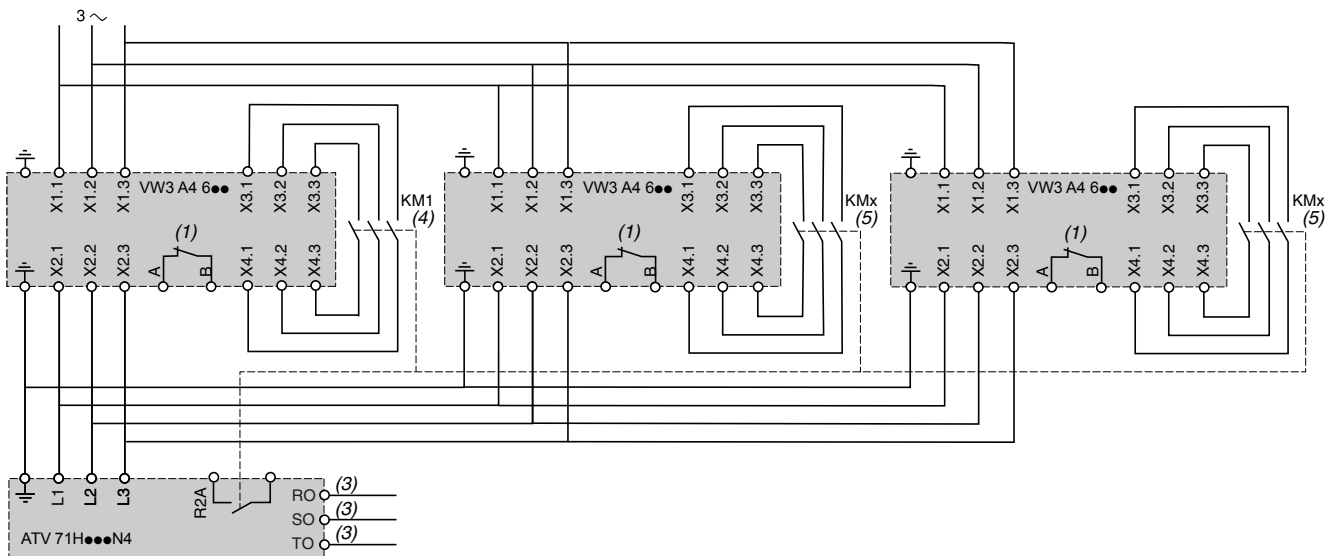 3 ~
X1.1 X1.2 X1.3 VW3 A4 6●● X3.1 X3.2 X3.3
KM1
(4)
(1)
X2.1 X2.2 X2.3 A B X4.1 X4.2 X4.3
X1.1 X1.2 X1.3 VW3 A4 6●● X3.1 X3.2 X3.3
KMx
(5)
(1)
X2.1 X2.2 X2.3 A B X4.1 X4.2 X4.3
X1.1 X1.2 X1.3 VW3 A4 6●● X3.1 X3.2 X3.3
KMx
(5)
(1)
X2.1 X2.2 X2.3 A B X4.1 X4.2 X4.3
L1 L2 L3 R2A
RO (3)
SO (3)
TO (3)
ATV 71H●●●N4